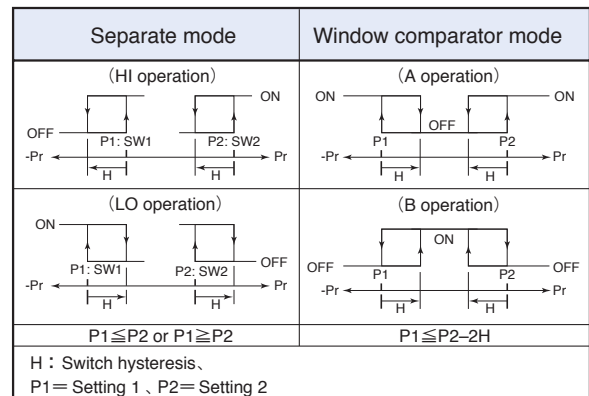 Separate mode
Window comparator mode
(HI operation)
ON
OFF
P1: SW1
P2: SW2
-Pr
Pr
H
H
(A operation)
ON
ON
OFF
P1
P2
-Pr
Pr
H
H
(LO operation)
ON
OFF
P1: SW1
P2: SW2
-Pr
Pr
H
H
(B operation)
ON
OFF
OFF
P1
P2
-Pr
Pr
H
H
P1≦P2 or P1≧P2
P1≦P2–2H
H：Switch hysteresis、
P1＝Setting 1、P2＝Setting 2